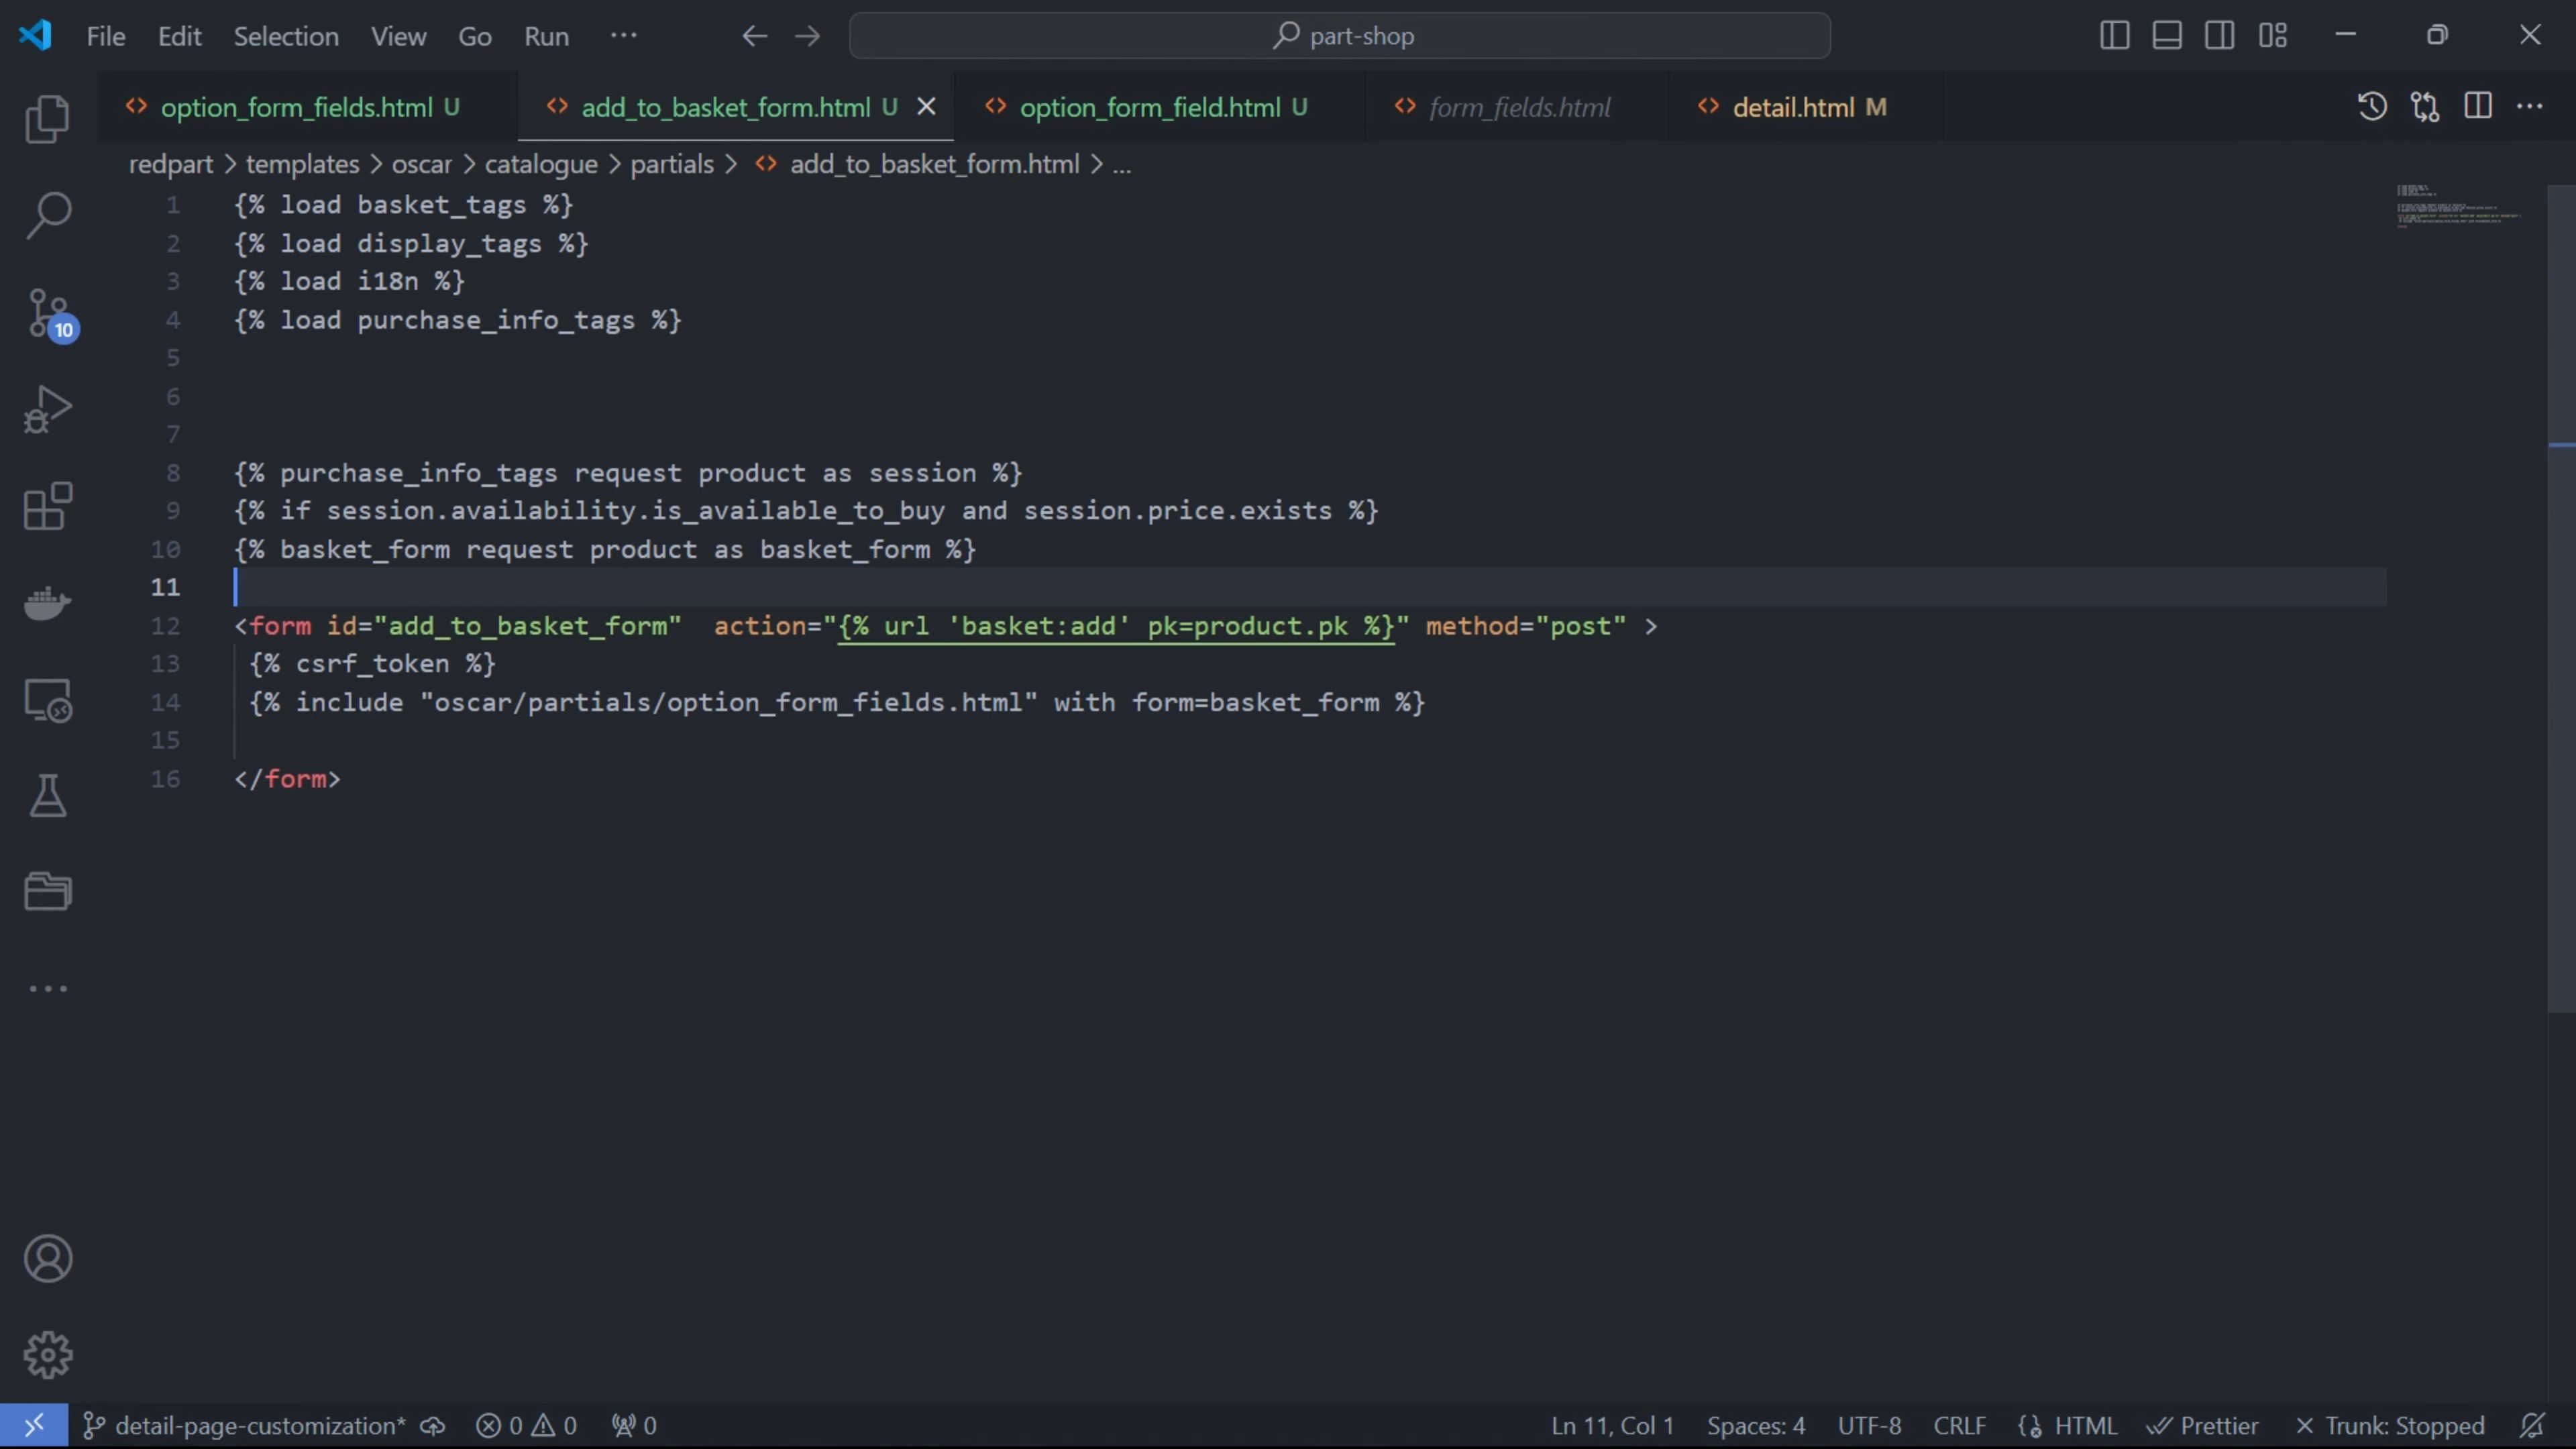 File Edit Selection View Go Run ··· part-shop
option_form_fields.html U add_to_basket_form.html U option_form_field.html U form_fields.html detail.html M
redpart > templates > oscar > catalogue > partials > add_to_basket_form.html > ...
1 {% load basket_tags %}
2 {% load display_tags %}
3 {% load i18n %}
4 {% load purchase_info_tags %}
5
6
7
8 {% purchase_info_tags request product as session %}
9 {% if session.availability.is_available_to_buy and session.price.exists %}
10 {% basket_form request product as basket_form %}
11
12 <form id="add_to_basket_form"  action="{% url 'basket:add' pk=product.pk %}" method="post" >
13 {% csrf_token %}
14 {% include "oscar/partials/option_form_fields.html" with form=basket_form %}
15
16 </form>
10
detail-page-customization* 0 0 0 Ln 11, Col 1 Spaces: 4 UTF-8 CRLF HTML Prettier Trunk: Stopped